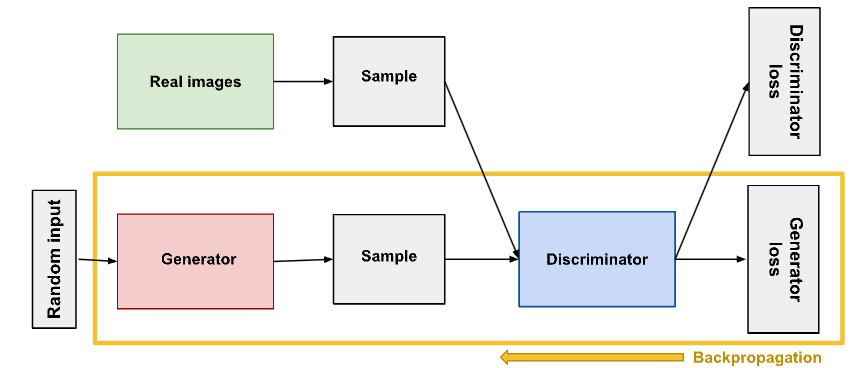 Real images
Sample
Discriminator
loss
Random input
Generator
Sample
Discriminator
Generator
loss
Backpropagation